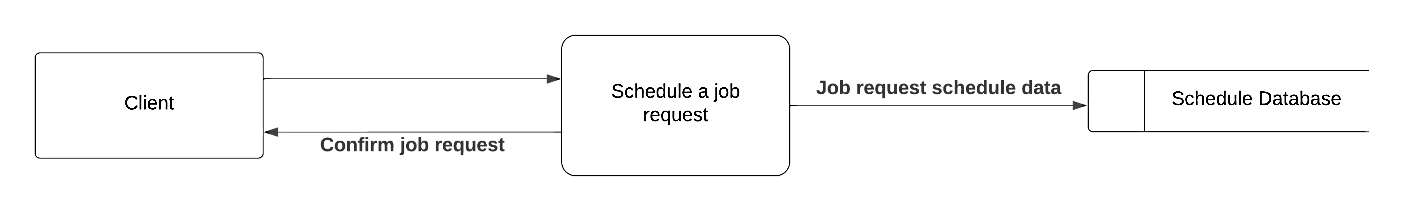 Client
Confirm job request
Schedule a job
request
Job request schedule data
Schedule Database